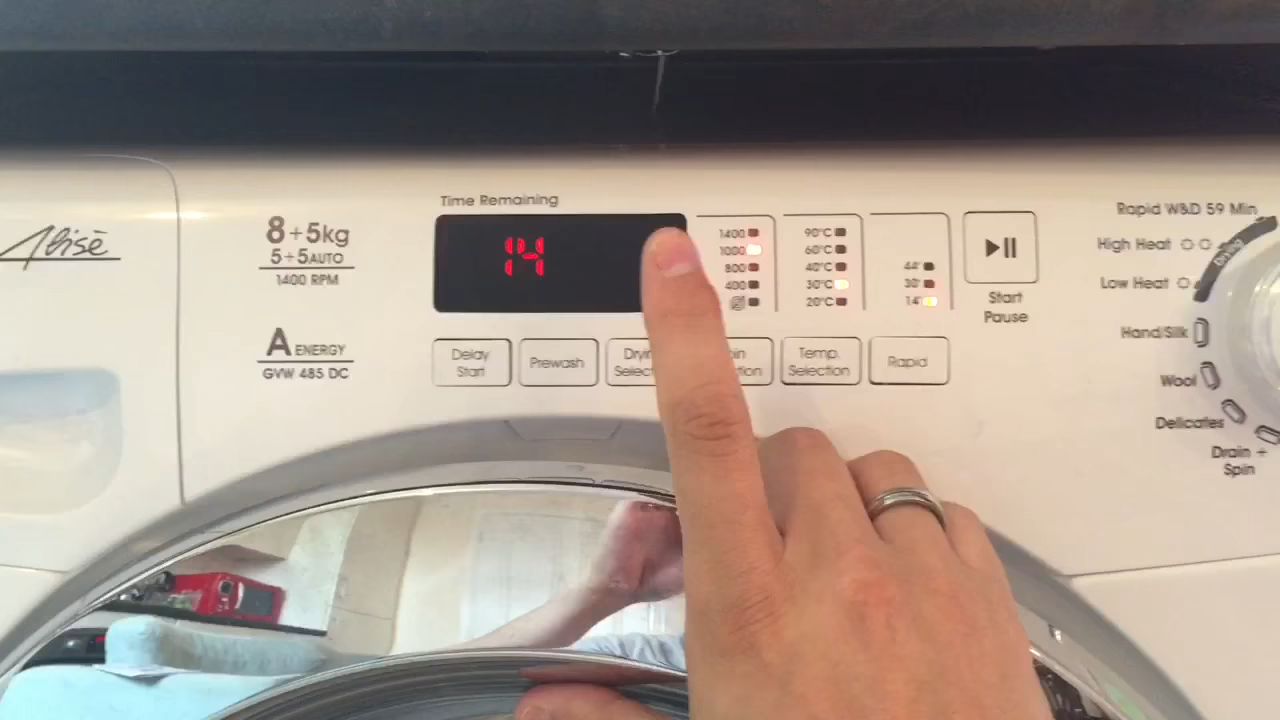 Time Remaining
14
8+5kg
5+5AUTO
1400 RPM
A ENERGY
GVW 485 DC
1400
1000
800
400
90°C
60°C
40°C
30°C
20°C
44'
30'
14'
Start
Pause
Delay
Start
Prewash
Temp.
Selection
Rapid
Rapid W&D 59 Min
High Heat
Low Heat
Drying
Hand/Silk
Wool
Delicates
Drain +
Spin